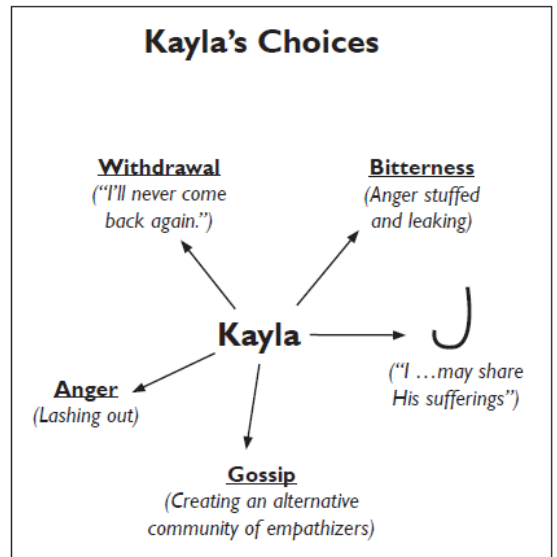 Kayla's Choices
Withdrawal
("I'll never come
back again.")
Bitterness
(Anger stuffed
and leaking)
Kayla
J
("I ...may share
His sufferings")
Anger
(Lashing out)
Gossip
(Creating an alternative
community of empathizers)